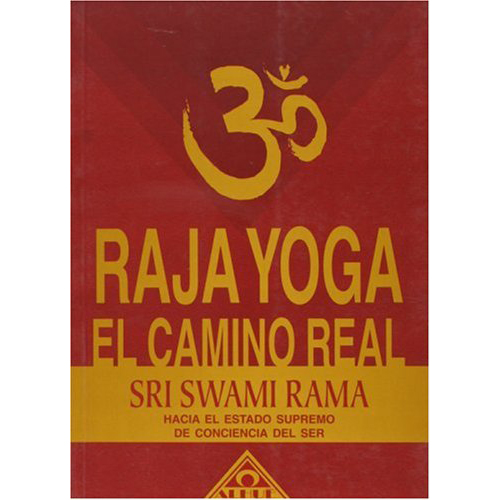 ॐ
RAJA YOGA
EL CAMINO REAL
SRI SWAMI RAMA
HACIA EL ESTADO SUPREMO
DE CONCIENCIA DEL SER